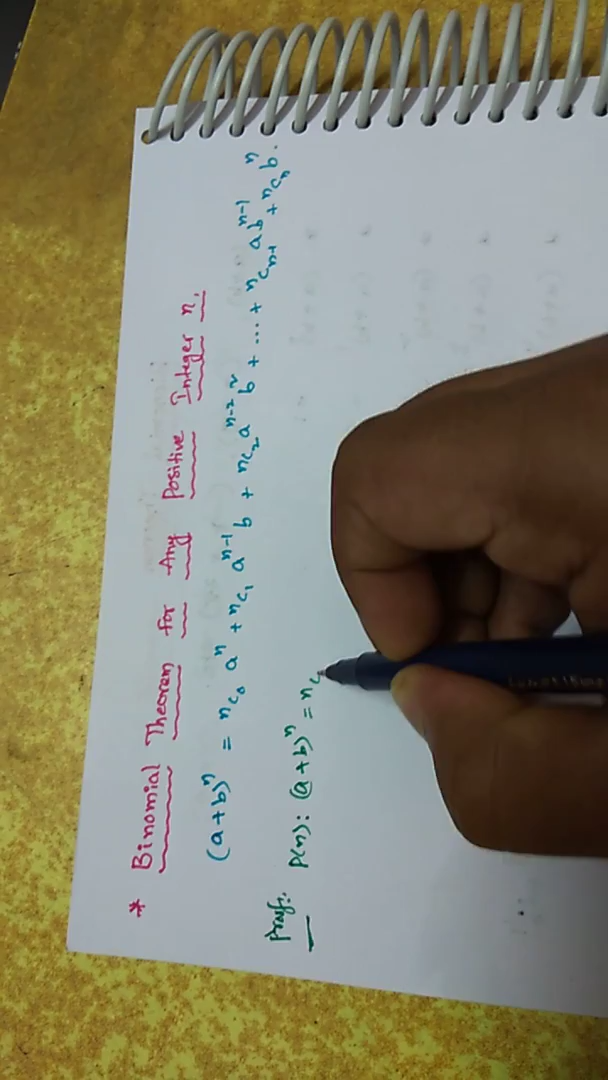 * Binomial Theorem for Any Positive Integer n.
(a+b)ⁿ = ⁿC₀ aⁿ + ⁿC₁ aⁿ⁻¹ b + ⁿC₂ aⁿ⁻² b² + ... + ⁿCₙ₋₁ a bⁿ⁻¹ + ⁿCₙ bⁿ.
Proof: P(n): (a+b)ⁿ = ⁿC